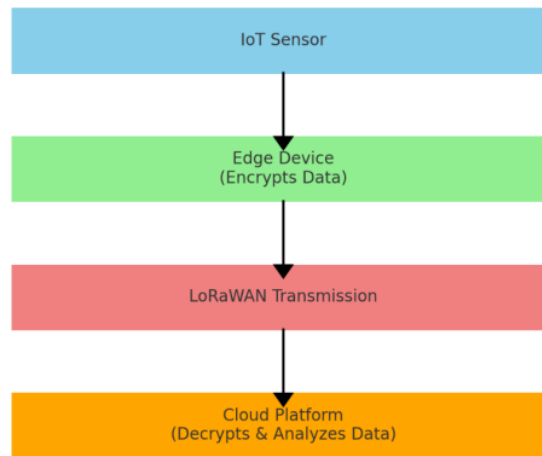 IoT Sensor
Edge Device
(Encrypts Data)
LoRaWAN Transmission
Cloud Platform
(Decrypts & Analyzes Data)